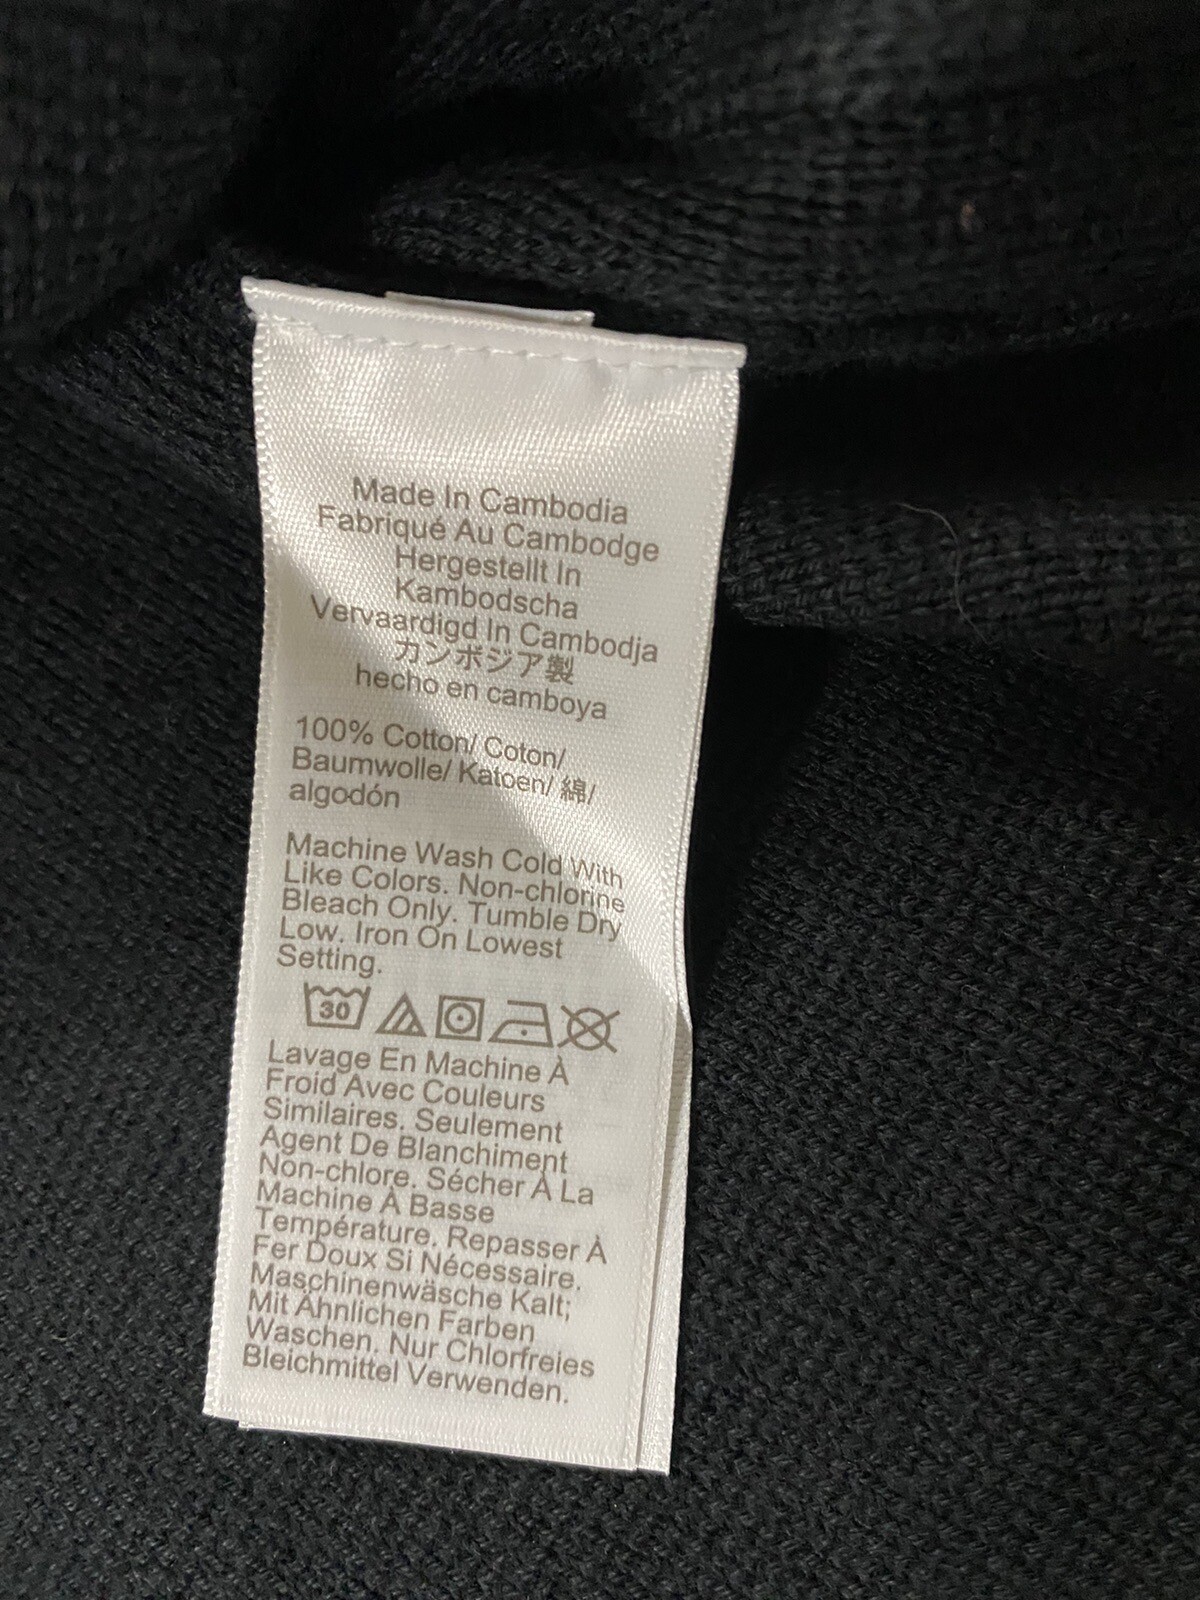 Made In Cambodia
Fabriqué Au Cambodge
Hergestellt In
Kambodscha
Vervaardigd In Cambodja
カンボジア製
hecho en camboya
100% Cotton/ Coton/
Baumwolle/ Katoen/ 綿/
algodón
Machine Wash Cold With
Like Colors. Non-chlorine
Bleach Only. Tumble Dry
Low. Iron On Lowest
Setting.
30
Lavage En Machine À
Froid Avec Couleurs
Similaires. Seulement
Agent De Blanchiment
Non-chlore. Sécher À La
Machine À Basse
Température. Repasser À
Fer Doux Si Nécessaire.
Maschinenwäsche Kalt;
Mit Ähnlichen Farben
Waschen. Nur Chlorfreies
Bleichmittel Verwenden.